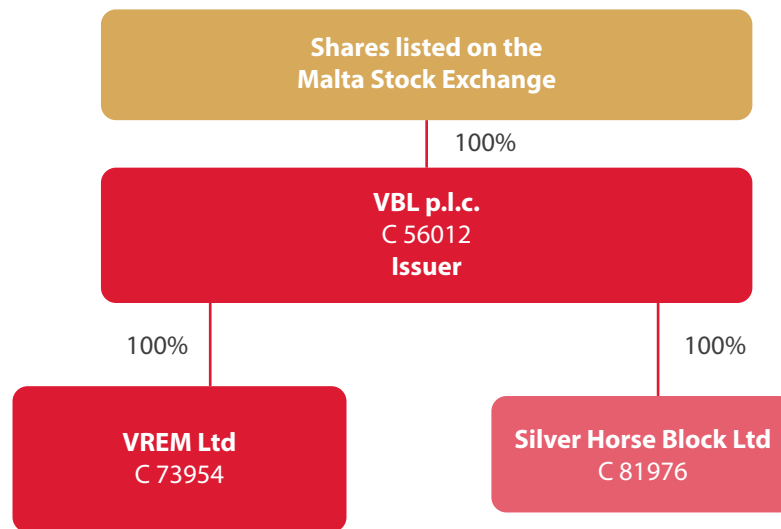 Shares listed on the
Malta Stock Exchange
100%
VBL p.l.c.
C 56012
Issuer
100%
100%
VREM Ltd
C 73954
Silver Horse Block Ltd
C 81976